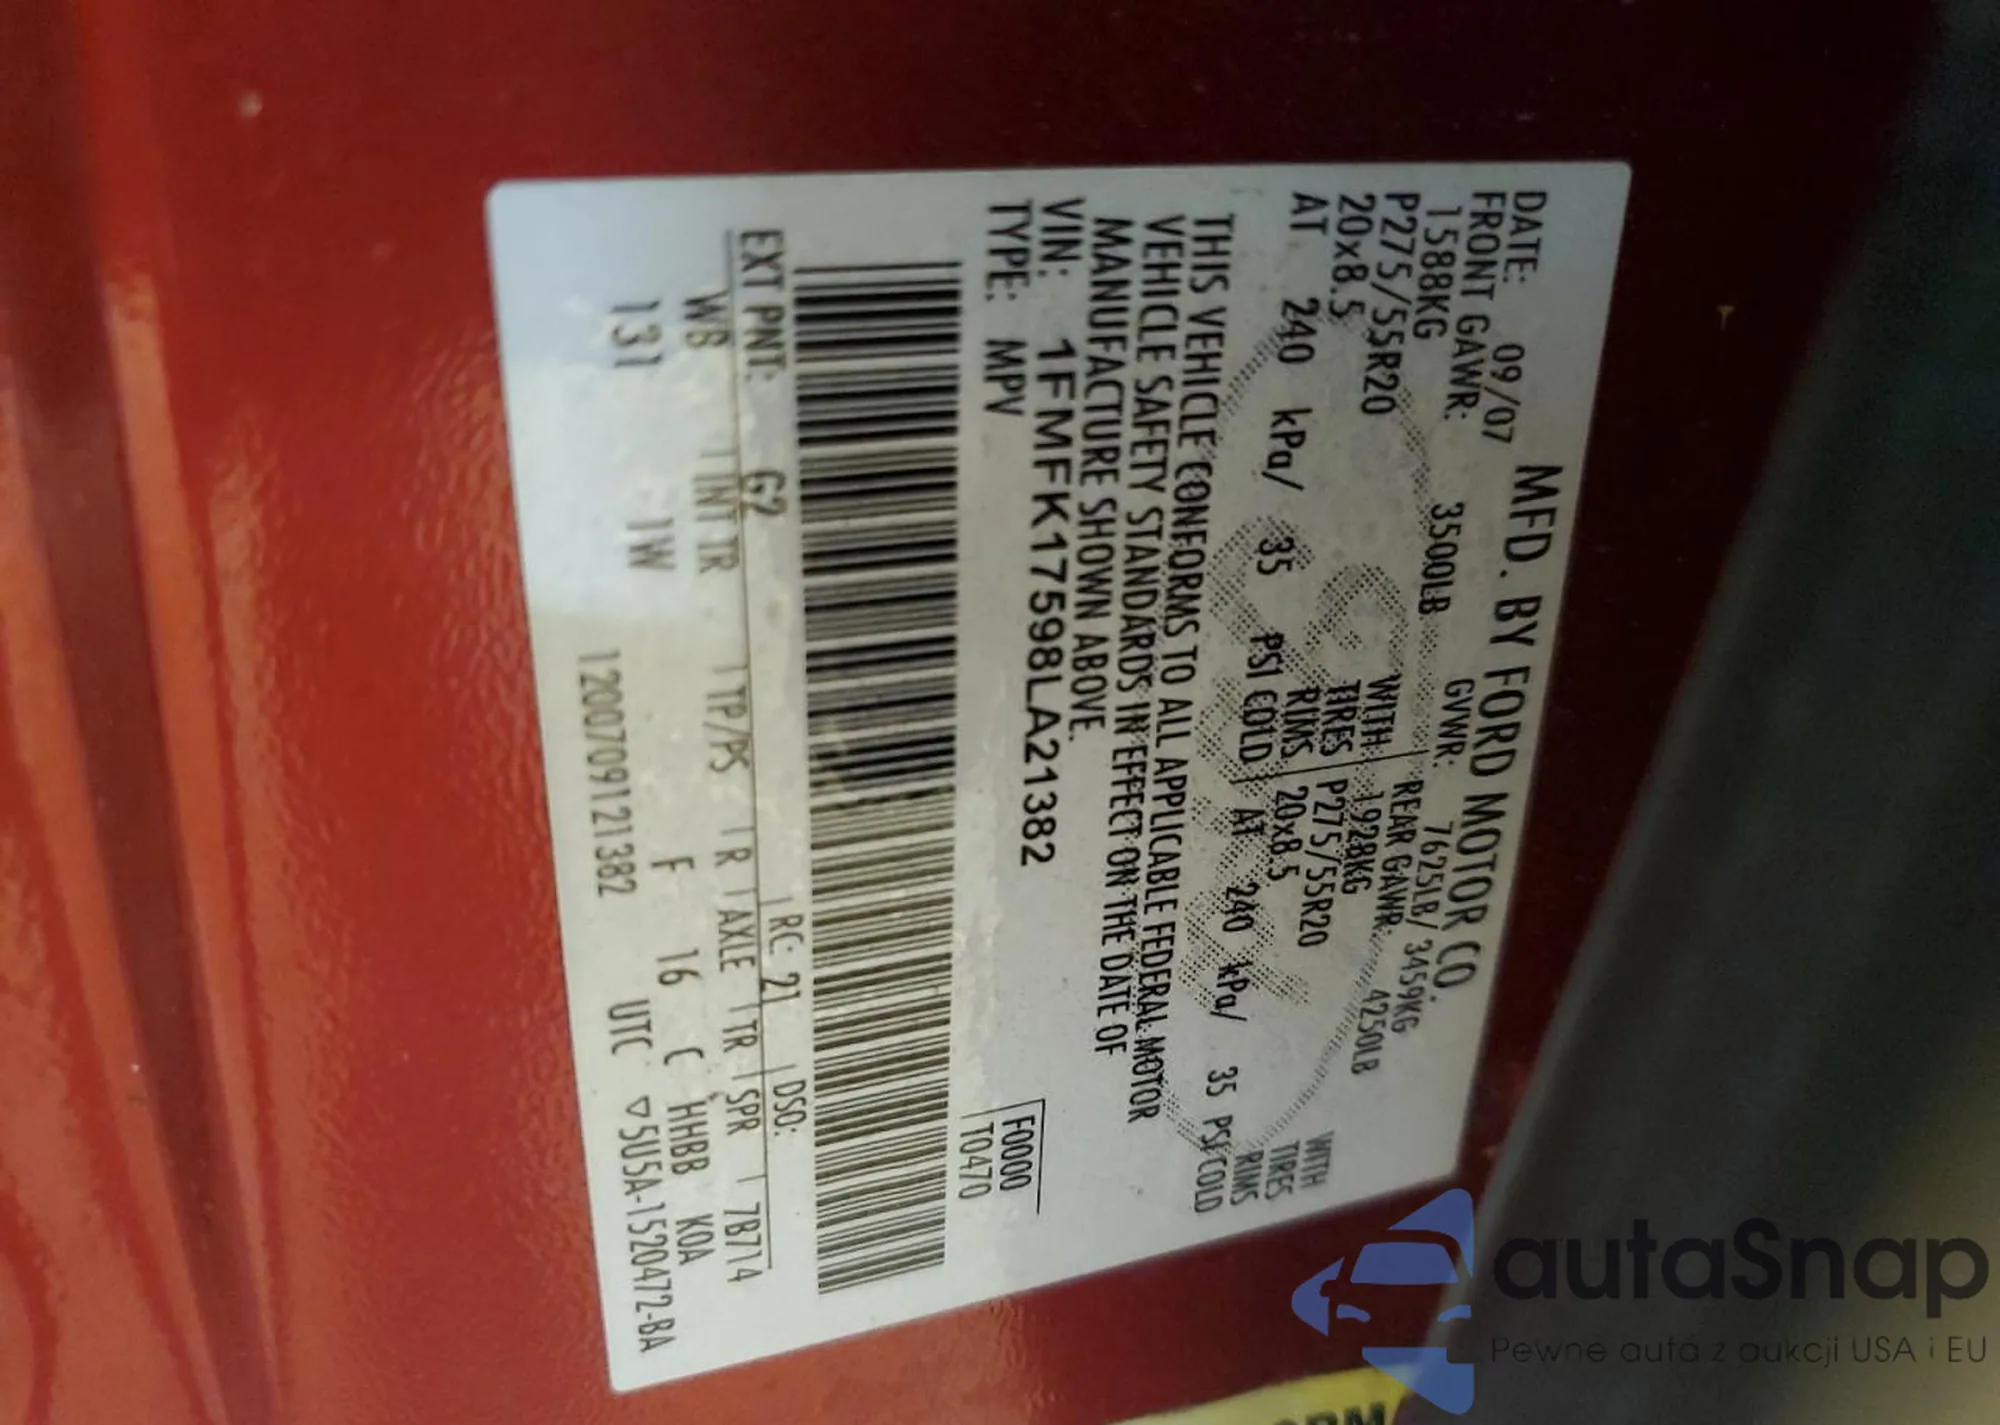 MFD. BY FORD MOTOR CO.
DATE: 09/07 GVWR: 7625LB/ 3459KG
FRONT GAWR: 3500LB REAR GAWR: 4250LB
1588KG WITH 1928KG WITH
P275/55R20 TIRES P275/55R20 TIRES
20x8.5 RIMS 20x8.5 RIMS
AT 240 kPa/ 35 PSI COLD AT 240 kPa/ 35 PSI COLD
THIS VEHICLE CONFORMS TO ALL APPLICABLE FEDERAL MOTOR
VEHICLE SAFETY STANDARDS IN EFFECT ON THE DATE OF
MANUFACTURE SHOWN ABOVE.
VIN: 1FMFK17598LA21382 F0000
TYPE: MPV T0470
EXT PNT: G2 RC: 21 DSO:
WB INT TR TP/PS R AXLE TR SPR 7B714
131 1W F 16 C HHBB KOA
120070912​1382 UTC ▽5U5A-1520472-BA
autaSnap
Pewne auta z aukcji USA i EU